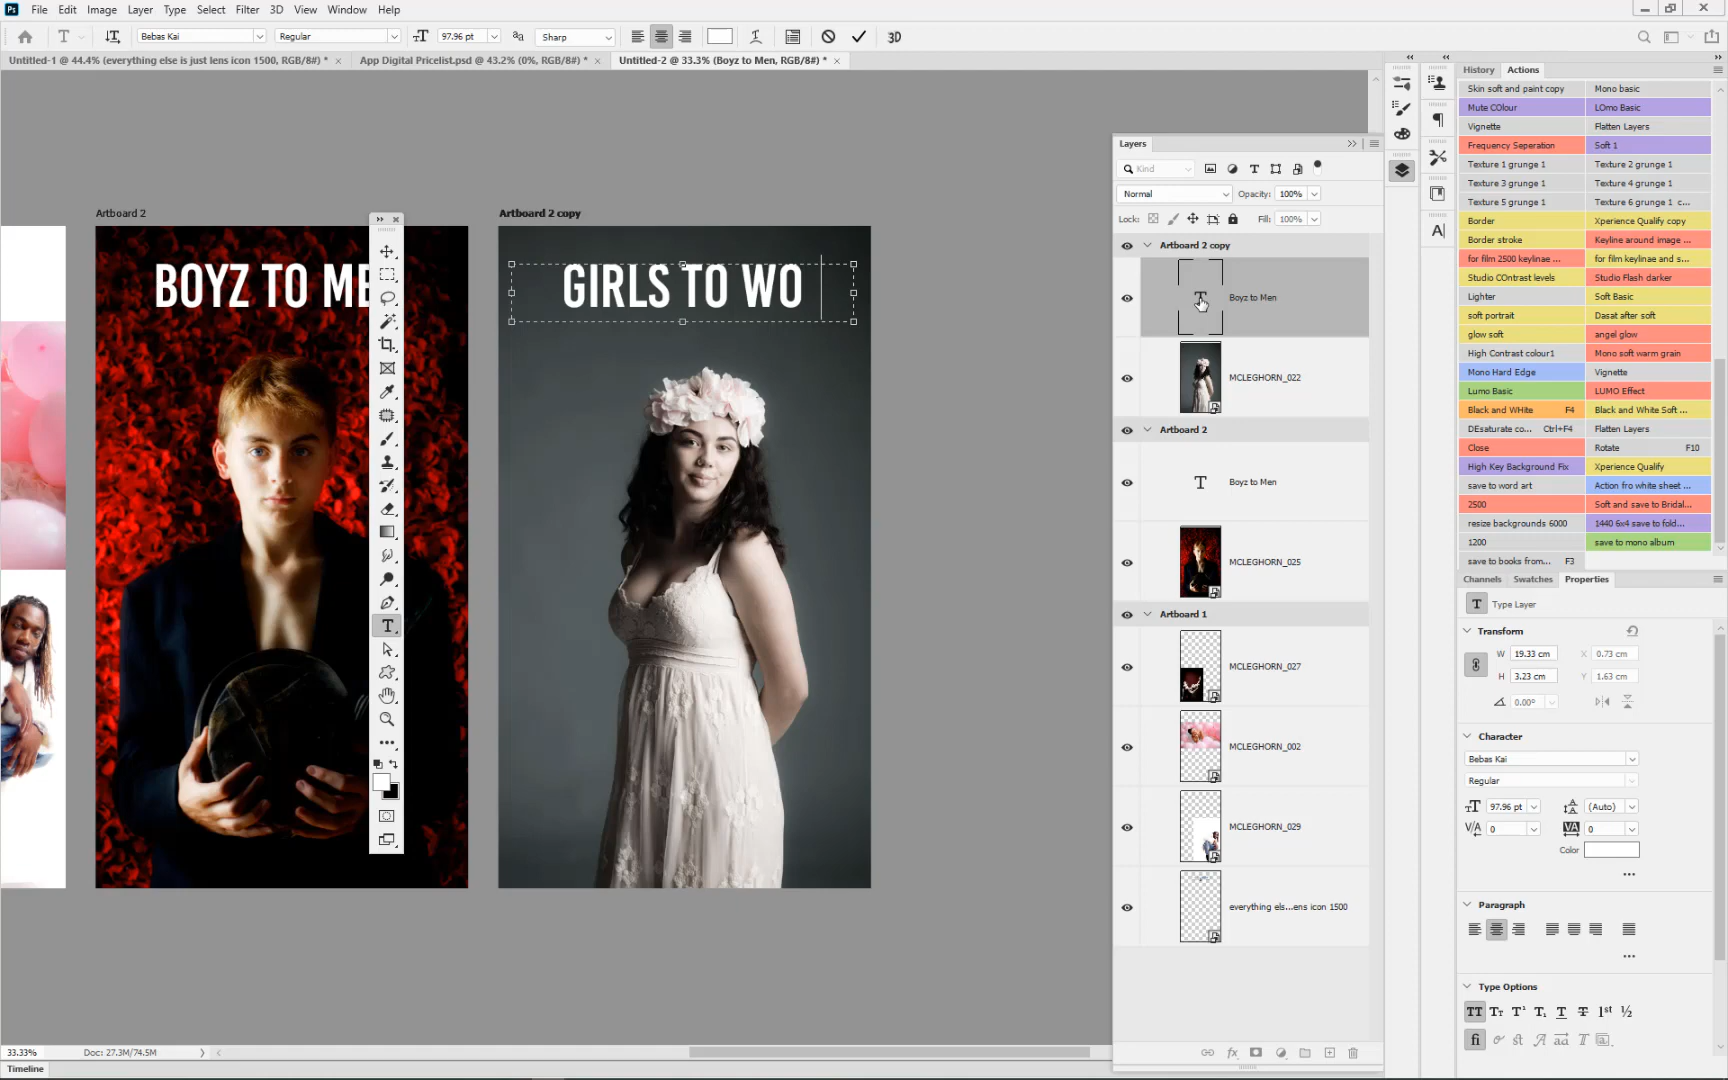 Ps File Edit Image Layer Type Select Filter 3D View Window Help
Bebas Kai Regular 97.96 pt Sharp 3D
Untitled-1 @ 44.4% (everything else is just lens icon 1500, RGB/8#) * × App Digital Pricelist.psd @ 43.2% (0%, RGB/8#) * × Untitled-2 @ 33.3% (Boyz to Men, RGB/8#) * ×
History Actions
Skin soft and paint copy Mono basic
Mute COlour LOmo Basic
Vignette Flatten Layers
Frequency Seperation Soft 1
Texture 1 grunge 1 Texture 2 grunge 1
Texture 3 grunge 1 Texture 4 grunge 1
Texture 5 grunge 1 Texture 6 grunge 1 c...
Border Xperience Qualify copy
Border stroke Keyline around image ...
for film 2500 keylinae ... for film keylinae and s...
Studio COntrast levels Studio Flash darker
Lighter Soft Basic
soft portrait Dasat after soft
glow soft angel glow
High Contrast colour1 Mono soft warm grain
Mono Hard Edge Vignette
Lumo Basic LUMO Effect
Black and WHite F4 Black and White Soft ...
DEsaturate co... Ctrl+F4 Flatten Layers
Close Rotate F10
High Key Background Fix Xperience Qualify
save to word art Action fro white sheet ...
2500 Soft and save to Bridal...
resize backgrounds 6000 1440 6x4 save to fold...
1200 save to mono album
save to books from... F3
Layers
Kind
Normal Opacity: 100%
Lock: Fill: 100%
Artboard 2 copy
Boyz to Men
MCLEGHORN_022
Artboard 2
Boyz to Men
MCLEGHORN_025
Artboard 1
MCLEGHORN_027
MCLEGHORN_002
MCLEGHORN_029
everything els...ens icon 1500
Artboard 2 Artboard 2 copy
BOYZ TO ME
GIRLS TO WO
Channels Swatches Properties
Type Layer
Transform
W 19.33 cm X 0.73 cm
H 3.23 cm Y 1.63 cm
0.00°
Character
Bebas Kai
Regular
97.96 pt (Auto)
0 0
Color
Paragraph
Type Options
33.33% Doc: 27.3M/74.5M
Timeline